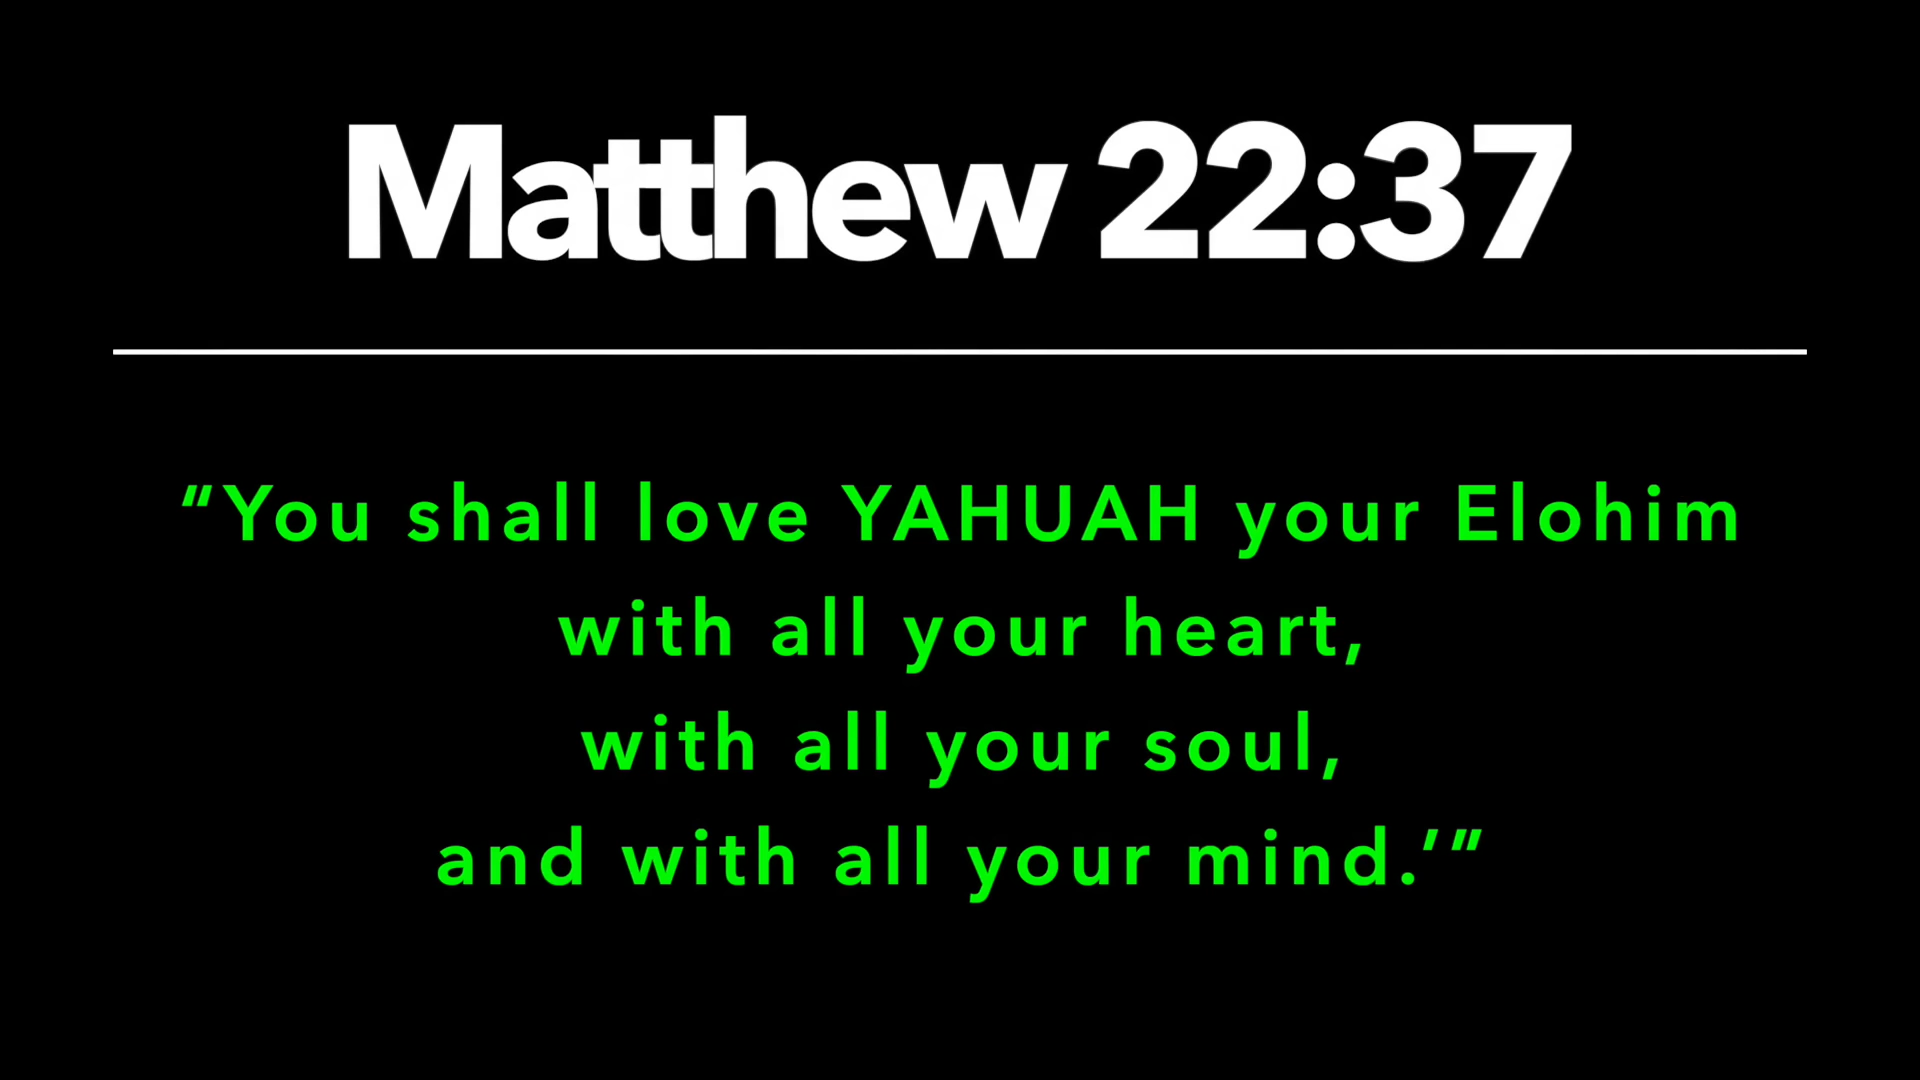 Matthew 22:37
“You shall love YAHUAH your Elohim
with all your heart,
with all your soul,
and with all your mind.’”